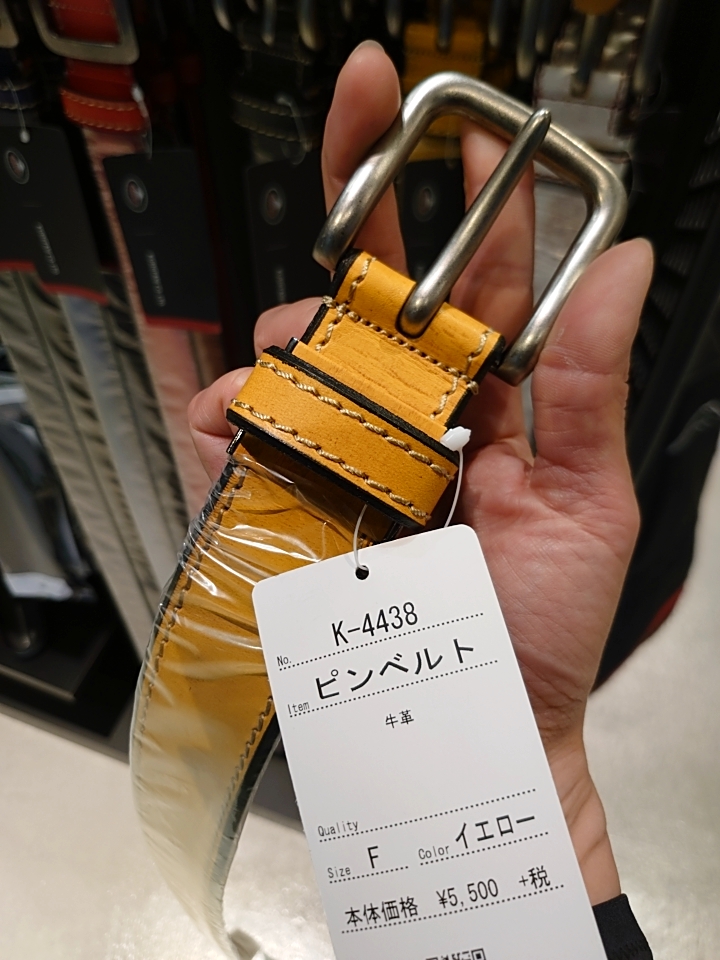 No. K-4438
Item ピンベルト
牛革
Quality
Size F Color イエロー
本体価格 ¥5,500 +税